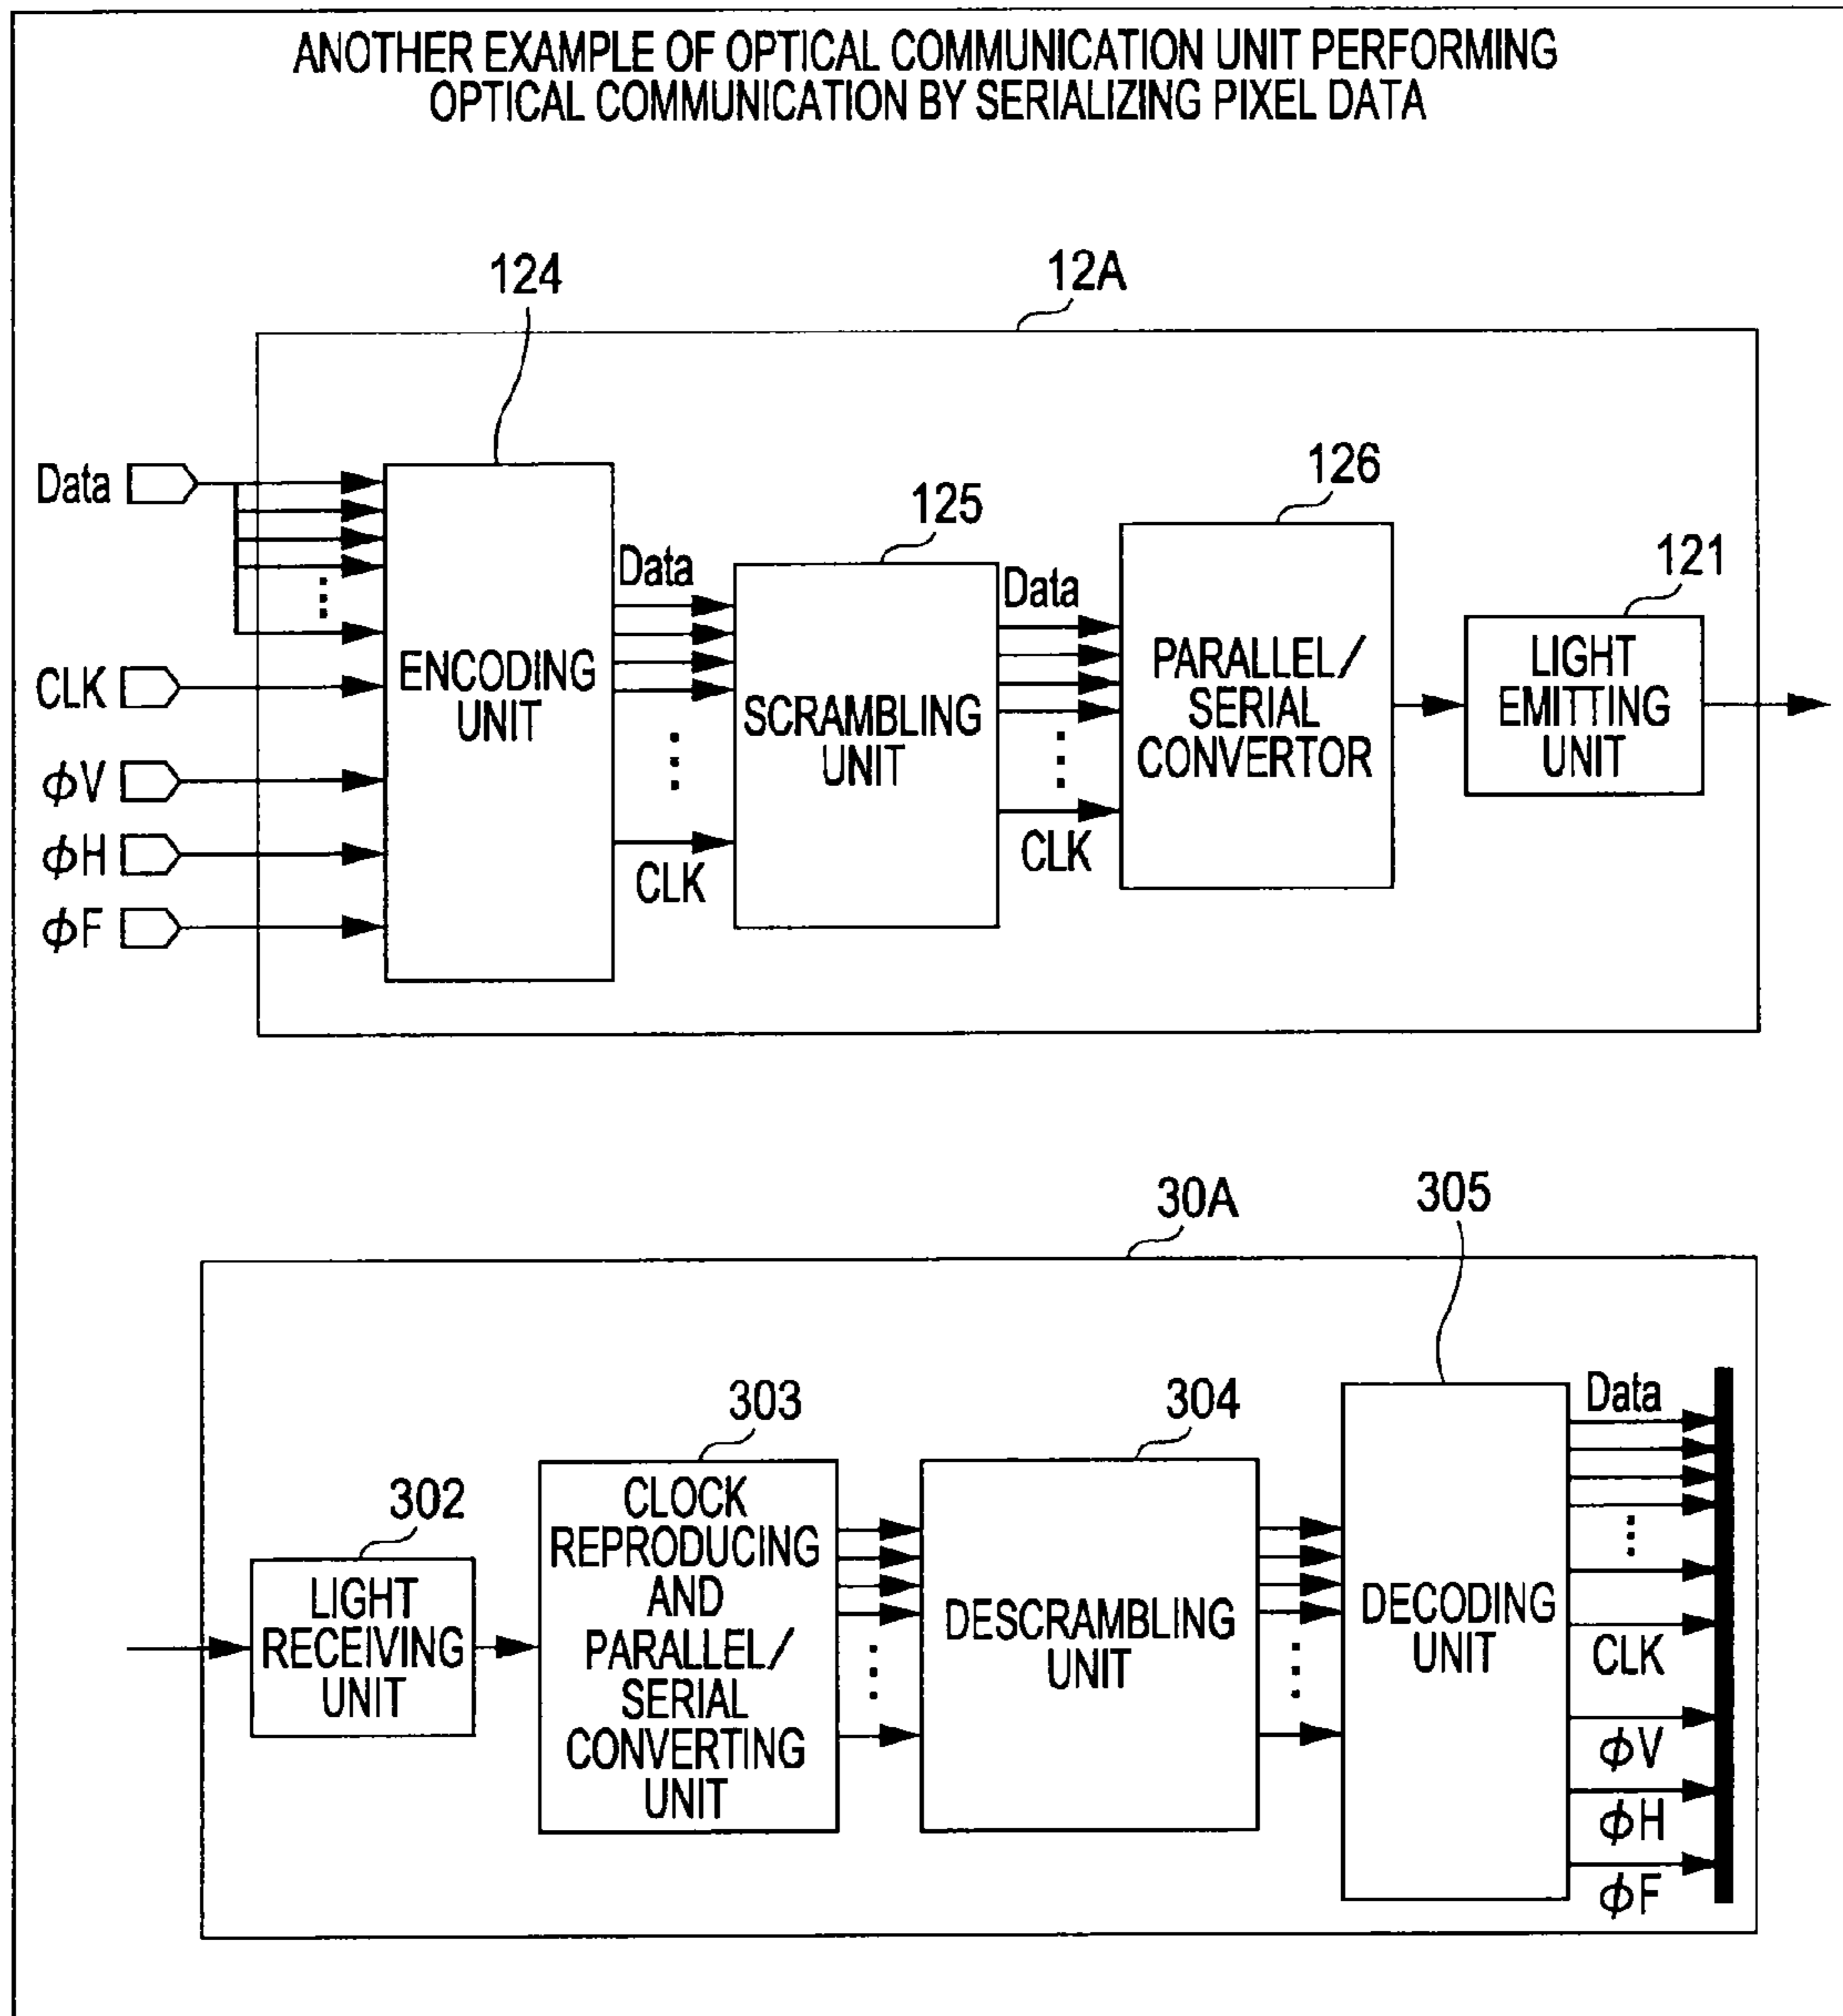 ANOTHER EXAMPLE OF OPTICAL COMMUNICATION UNIT PERFORMING
OPTICAL COMMUNICATION BY SERIALIZING PIXEL DATA
124
12A
Data
CLK
ϕV
ϕH
ϕF
ENCODING
UNIT
Data
CLK
125
SCRAMBLING
UNIT
Data
CLK
126
PARALLEL/
SERIAL
CONVERTOR
121
LIGHT
EMITTING
UNIT
30A
305
302
LIGHT
RECEIVING
UNIT
303
CLOCK
REPRODUCING
AND
PARALLEL/
SERIAL
CONVERTING
UNIT
304
DESCRAMBLING
UNIT
DECODING
UNIT
Data
CLK
ϕV
ϕH
ϕF